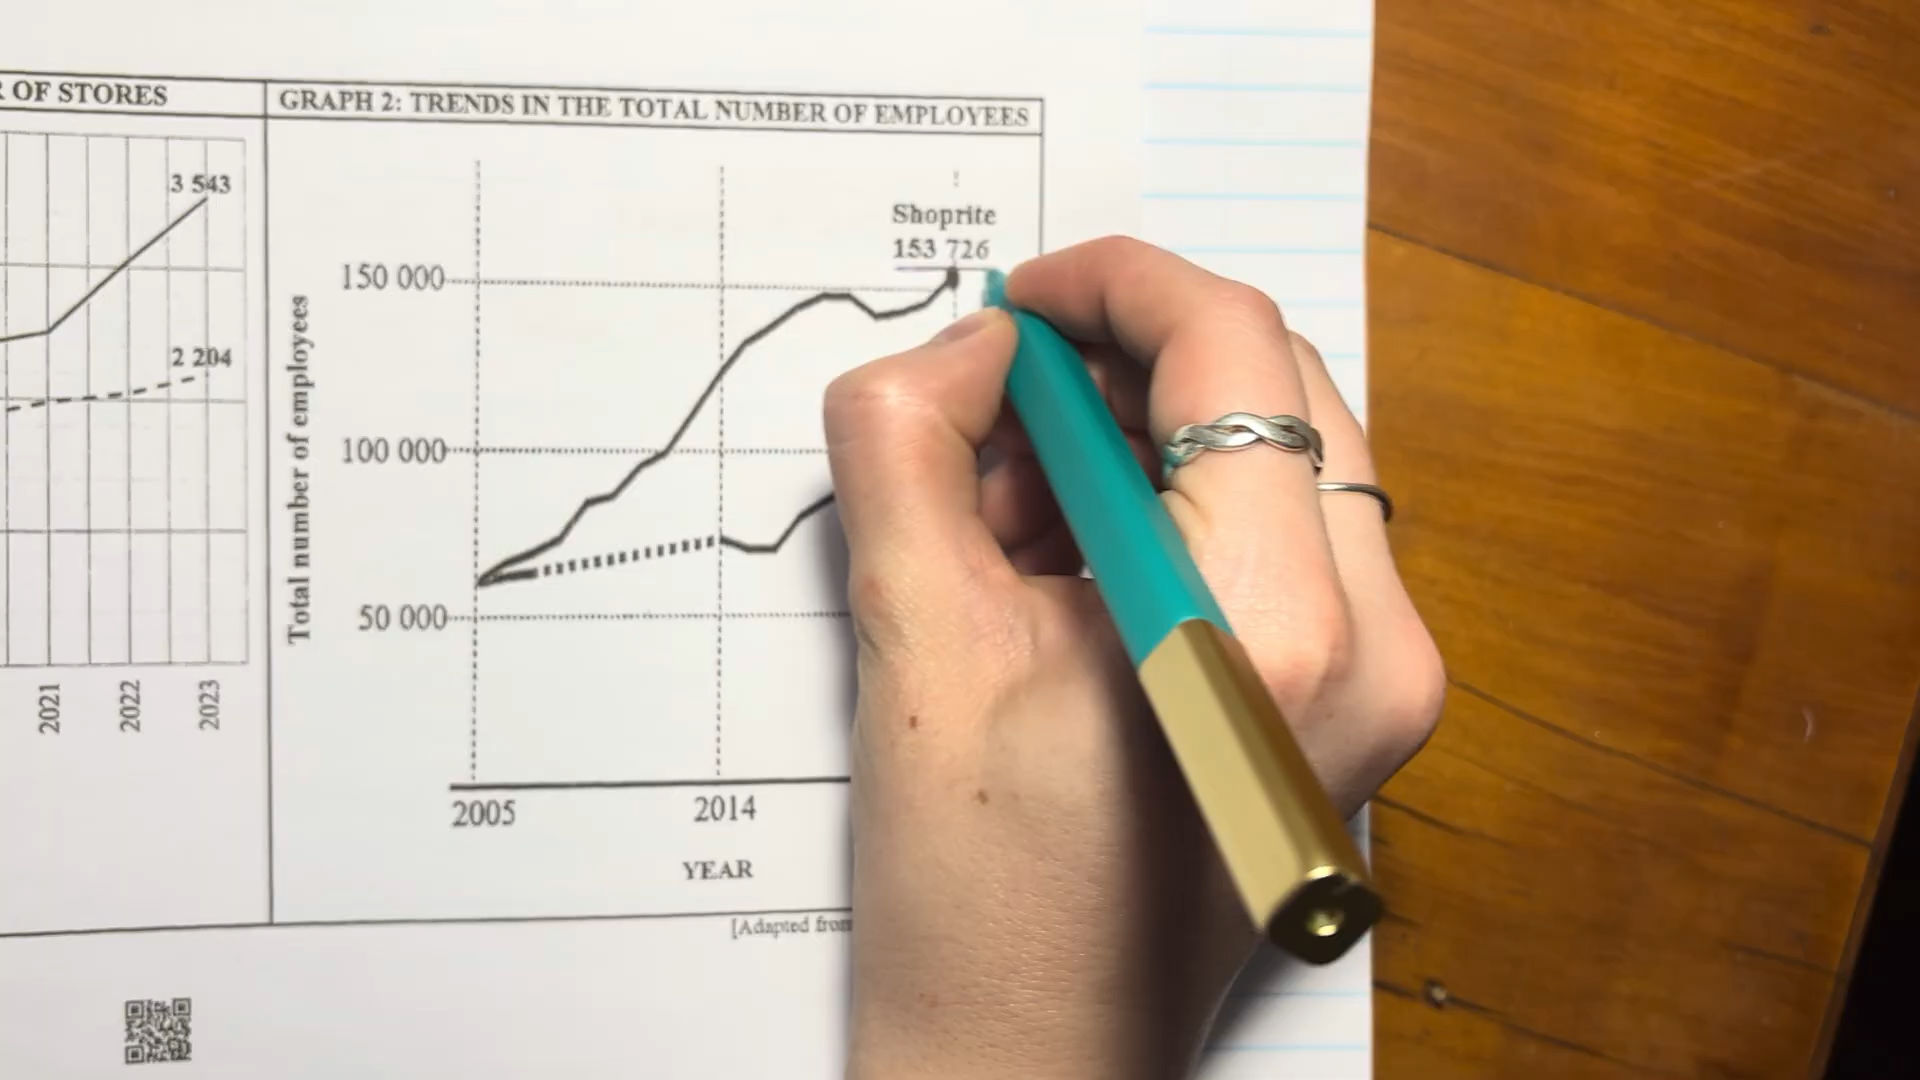 OF STORES
3 543
2 204
2021
2022
2023
GRAPH 2: TRENDS IN THE TOTAL NUMBER OF EMPLOYEES
Shoprite
153 726
150 000
100 000
50 000
Total number of employees
2005
2014
YEAR
[Adapted from